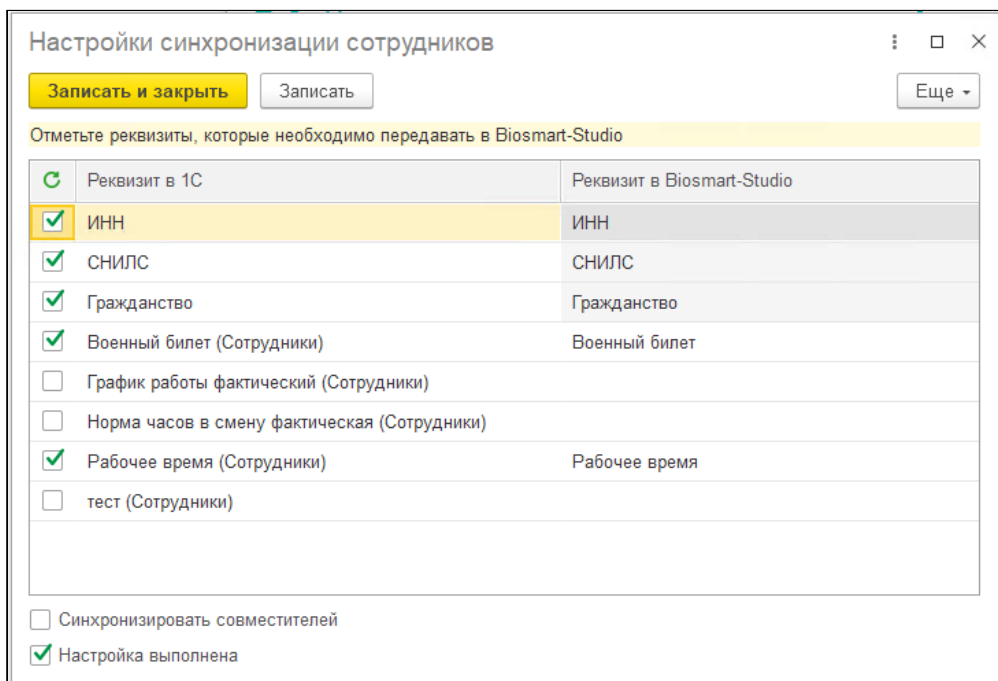 Настройки синхронизации сотрудников
Записать и закрыть Записать Еще
Отметьте реквизиты, которые необходимо передавать в Biosmart-Studio
Реквизит в 1С Реквизит в Biosmart-Studio
ИНН ИНН
СНИЛС СНИЛС
Гражданство Гражданство
Военный билет (Сотрудники) Военный билет
График работы фактический (Сотрудники)
Норма часов в смену фактическая (Сотрудники)
Рабочее время (Сотрудники) Рабочее время
тест (Сотрудники)
Синхронизировать совместителей
Настройка выполнена